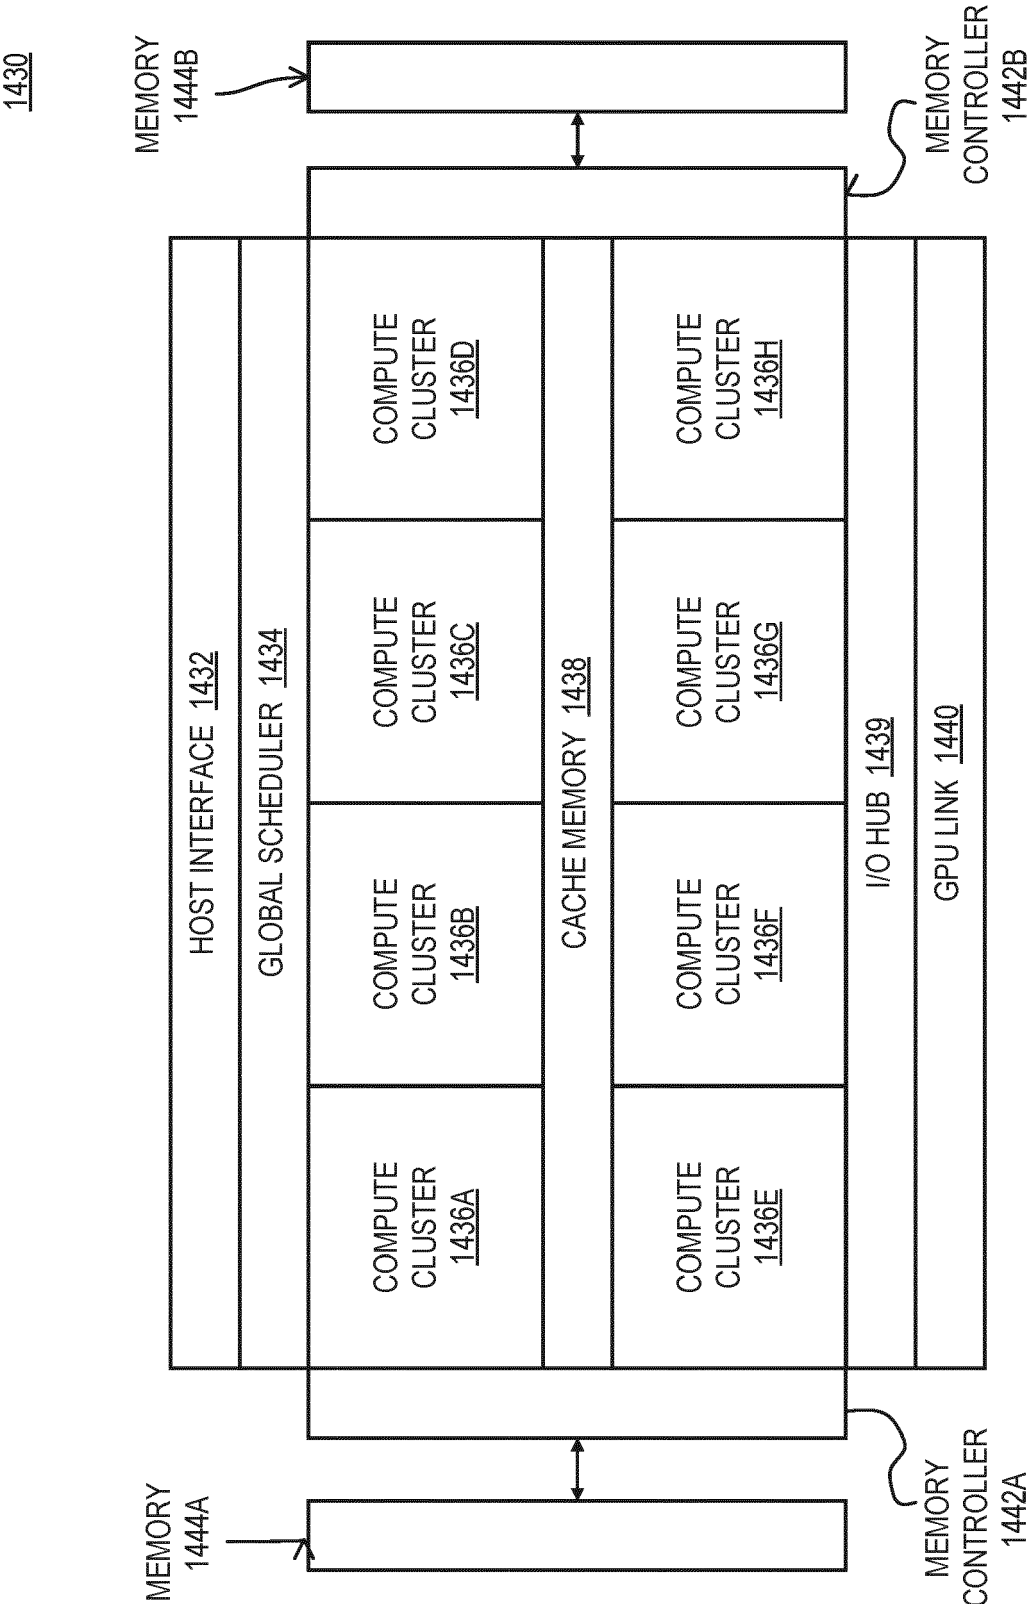 1430
HOST INTERFACE 1432
GLOBAL SCHEDULER 1434
MEMORY
1444A
MEMORY
1444B
COMPUTE
CLUSTER
1436A
COMPUTE
CLUSTER
1436B
COMPUTE
CLUSTER
1436C
COMPUTE
CLUSTER
1436D
CACHE MEMORY 1438
COMPUTE
CLUSTER
1436E
COMPUTE
CLUSTER
1436F
COMPUTE
CLUSTER
1436G
COMPUTE
CLUSTER
1436H
I/O HUB 1439
GPU LINK 1440
MEMORY
CONTROLLER
1442A
MEMORY
CONTROLLER
1442B